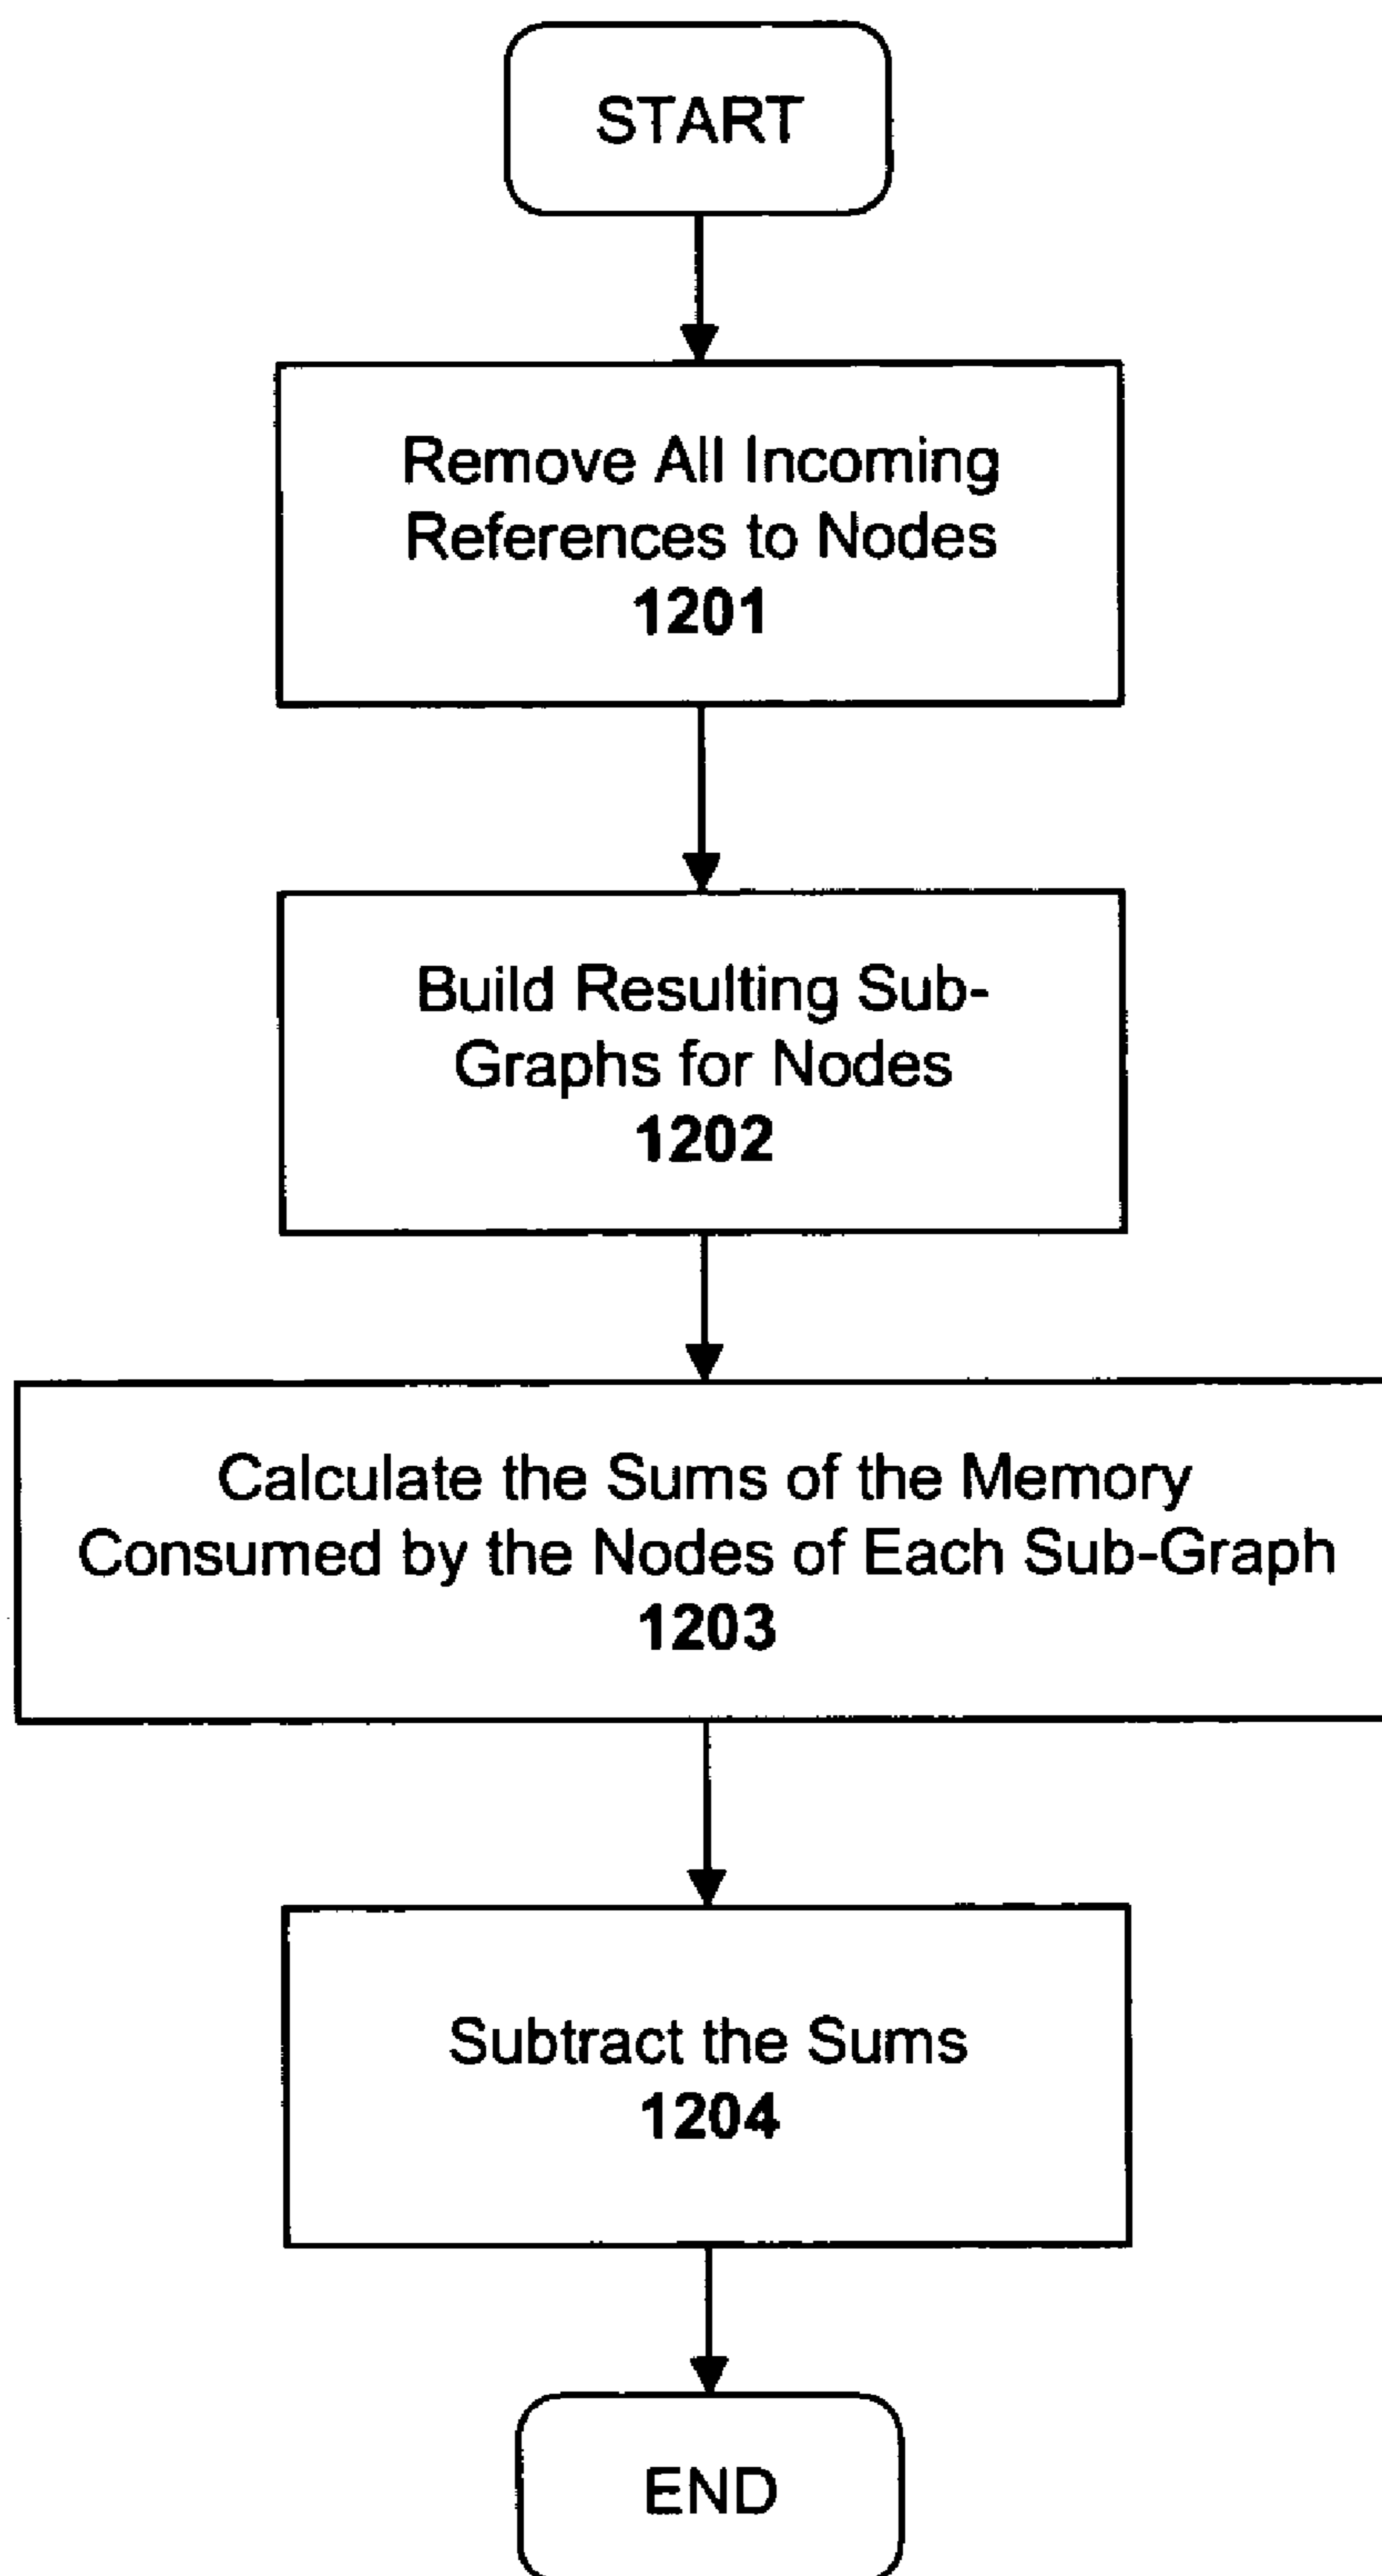 START
Remove All Incoming
References to Nodes
1201
Build Resulting Sub-
Graphs for Nodes
1202
Calculate the Sums of the Memory
Consumed by the Nodes of Each Sub-Graph
1203
Subtract the Sums
1204
END